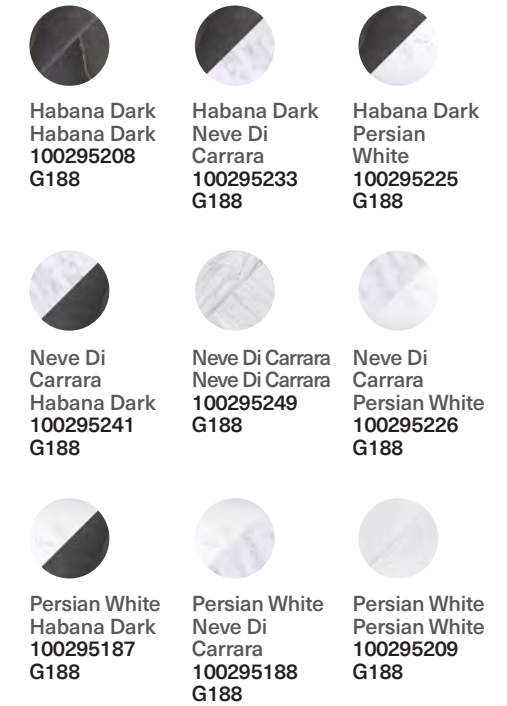 Habana Dark
Habana Dark
100295208
G188
Habana Dark
Neve Di
Carrara
100295233
G188
Habana Dark
Persian
White
100295225
G188
Neve Di
Carrara
Habana Dark
100295241
G188
Neve Di Carrara
Neve Di Carrara
100295249
G188
Neve Di
Carrara
Persian White
100295226
G188
Persian White
Habana Dark
100295187
G188
Persian White
Neve Di
Carrara
100295188
G188
Persian White
Persian White
100295209
G188